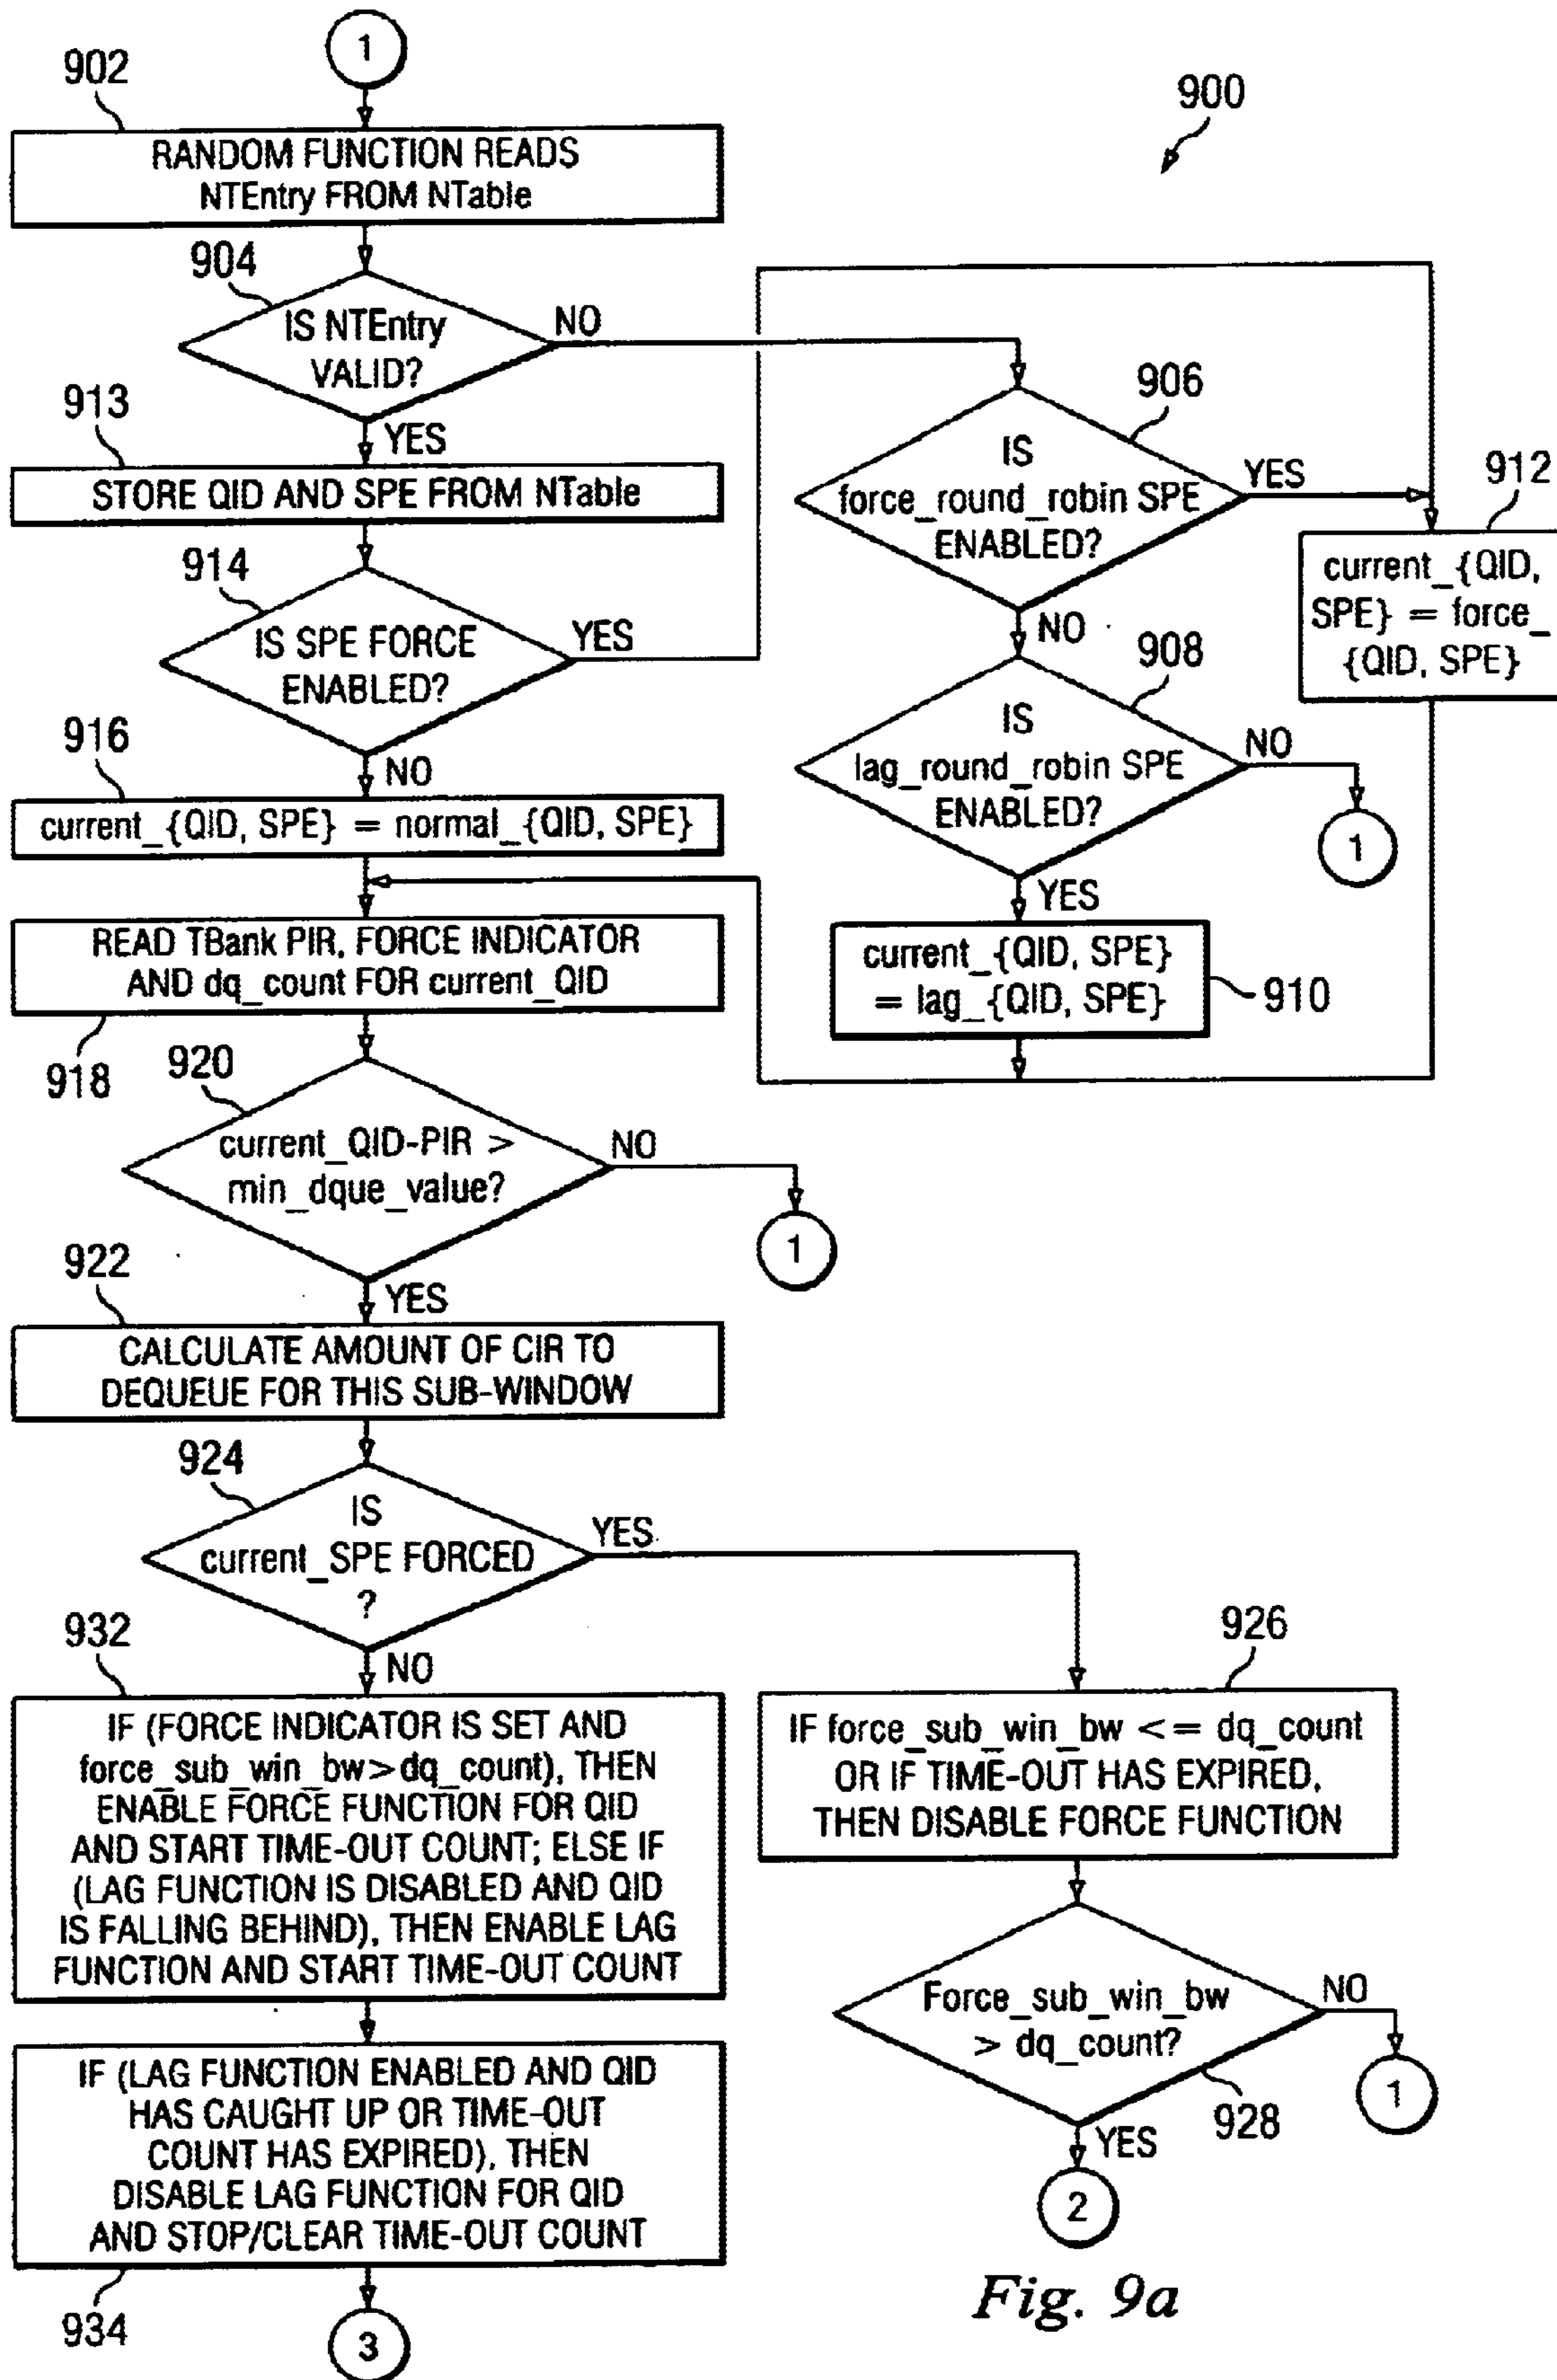 1
902
900
RANDOM FUNCTION READS
NTEntry FROM NTable
904
IS NTEntry
VALID?
NO
YES
913
STORE QID AND SPE FROM NTable
906
IS
force_round_robin SPE
ENABLED?
YES
NO
912
current_{QID,
SPE} = force_
{QID, SPE}
914
IS SPE FORCE
ENABLED?
YES
NO
908
IS
lag_round_robin SPE
ENABLED?
NO
1
YES
916
current_{QID, SPE} = normal_{QID, SPE}
current_{QID, SPE}
= lag_{QID, SPE}
910
READ TBank PIR, FORCE INDICATOR
AND dq_count FOR current_QID
918
920
current_QID-PIR >
min_dque_value?
NO
1
YES
922
CALCULATE AMOUNT OF CIR TO
DEQUEUE FOR THIS SUB-WINDOW
924
IS
current_SPE FORCED
?
YES
NO
932
IF (FORCE INDICATOR IS SET AND
force_sub_win_bw>dq_count), THEN
ENABLE FORCE FUNCTION FOR QID
AND START TIME-OUT COUNT; ELSE IF
(LAG FUNCTION IS DISABLED AND QID
IS FALLING BEHIND), THEN ENABLE LAG
FUNCTION AND START TIME-OUT COUNT
926
IF force_sub_win_bw <= dq_count
OR IF TIME-OUT HAS EXPIRED,
THEN DISABLE FORCE FUNCTION
Force_sub_win_bw
> dq_count?
NO
1
928
YES
2
IF (LAG FUNCTION ENABLED AND QID
HAS CAUGHT UP OR TIME-OUT
COUNT HAS EXPIRED), THEN
DISABLE LAG FUNCTION FOR QID
AND STOP/CLEAR TIME-OUT COUNT
934
3
Fig. 9a